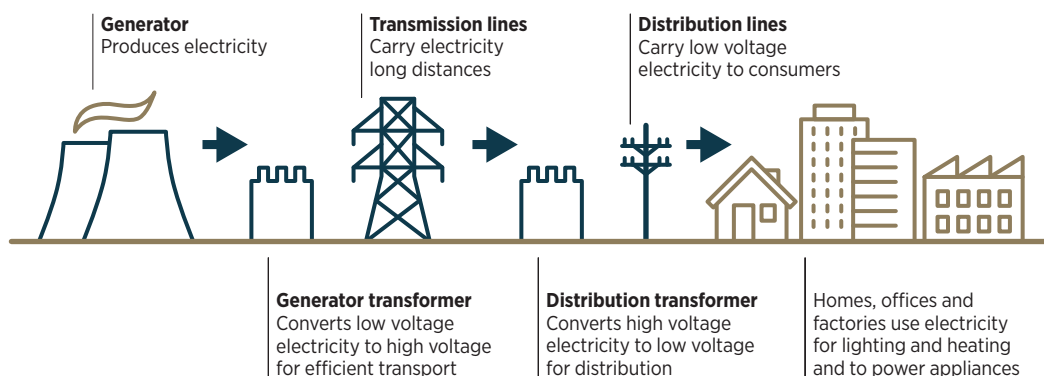 Generator
Produces electricity
Transmission lines
Carry electricity
long distances
Distribution lines
Carry low voltage
electricity to consumers
Generator transformer
Converts low voltage
electricity to high voltage
for efficient transport
Distribution transformer
Converts high voltage
electricity to low voltage
for distribution
Homes, offices and
factories use electricity
for lighting and heating
and to power appliances